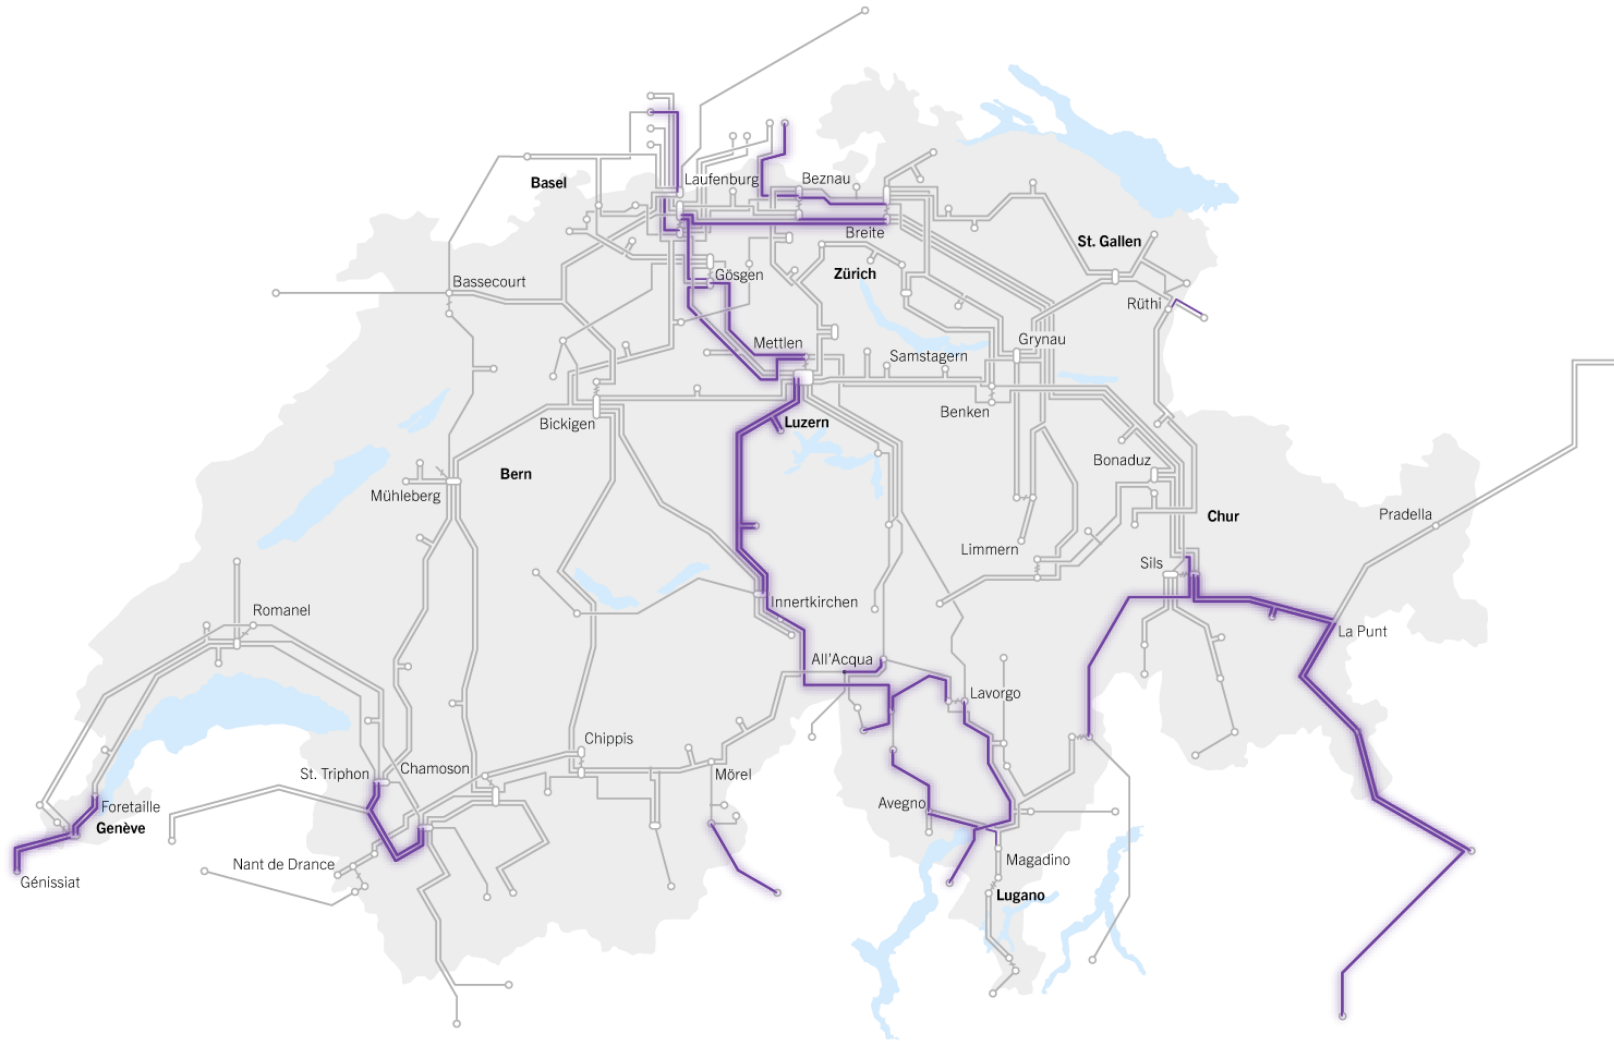 Basel
Laufenburg
Beznau
Breite
St. Gallen
Bassecourt
Gösgen
Zürich
Rüthi
Mettlen
Samstagern
Grynau
Bickigen
Luzern
Benken
Bern
Mühleberg
Bonaduz
Chur
Pradella
Limmern
Sils
Romanel
Innertkirchen
La Punt
All'Acqua
Lavorgo
Chippis
St. Triphon
Chamoson
Mörel
Foretaille
Genève
Avegno
Génissiat
Nant de Drance
Magadino
Lugano